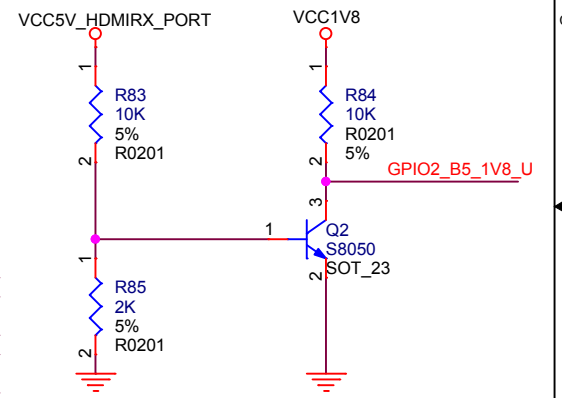 VCC5V_HDMIRX_PORT
VCC1V8
1
R83
10K
5%
R0201
2
1
R84
10K
R0201
5%
2
GPIO2_B5_1V8_U
3
1
Q2
S8050
SOT_23
2
1
R85
2K
5%
R0201
2